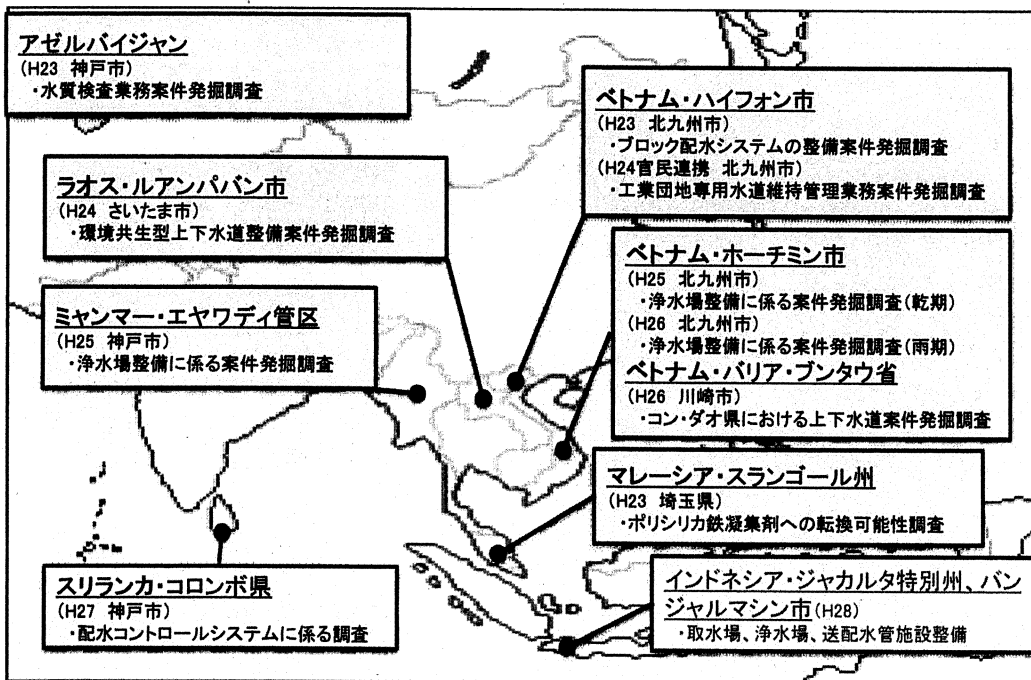 アゼルバイジャン
(H23 神戸市)
・水質検査業務案件発掘調査
ベトナム・ハイフォン市
(H23 北九州市)
・ブロック配水システムの整備案件発掘調査
(H24官民連携 北九州市)
・工業団地専用水道維持管理業務案件発掘調査
ラオス・ルアンパバン市
(H24 さいたま市)
・環境共生型上下水道整備案件発掘調査
ベトナム・ホーチミン市
(H25 北九州市)
・浄水場整備に係る案件発掘調査(乾期)
(H26 北九州市)
・浄水場整備に係る案件発掘調査(雨期)
ベトナム・バリア・ブンタウ省
(H26 川崎市)
・コン・ダオ県における上下水道案件発掘調査
ミャンマー・エヤワディ管区
(H25 神戸市)
・浄水場整備に係る案件発掘調査
マレーシア・スランゴール州
(H23 埼玉県)
・ポリシリカ鉄凝集剤への転換可能性調査
スリランカ・コロンボ県
(H27 神戸市)
・配水コントロールシステムに係る調査
インドネシア・ジャカルタ特別州、バン
ジャルマシン市(H28)
・取水場、浄水場、送配水管施設整備